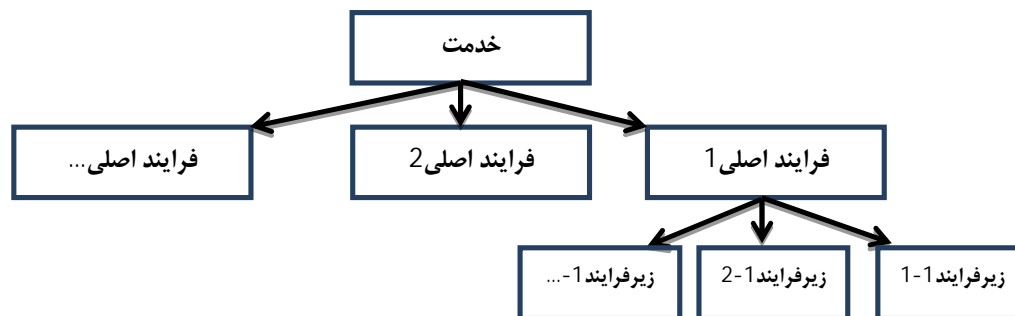 خدمت
فرایند اصلی1
فرایند اصلی2
فرایند اصلی...
زیرفرایند1-1
زیرفرایند1-2
زیرفرایند1-...